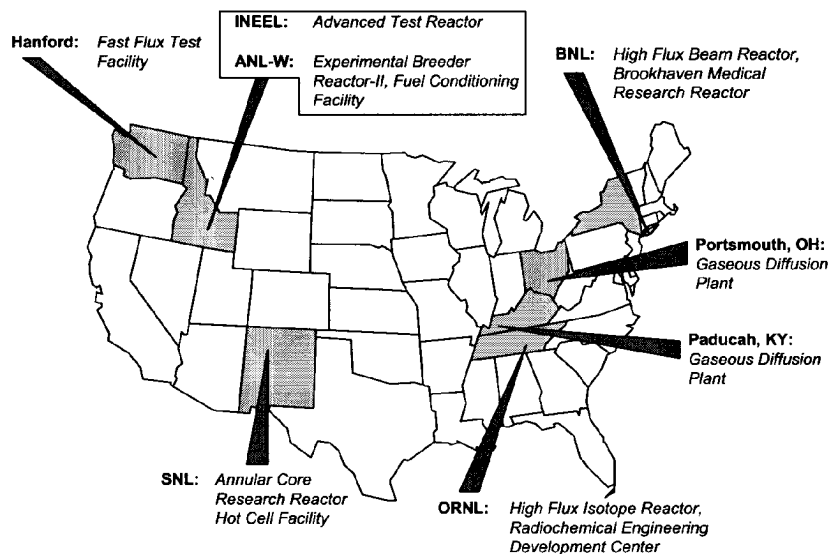 INEEL: Advanced Test Reactor
ANL-W: Experimental Breeder
Reactor-II, Fuel Conditioning
Facility
Hanford: Fast Flux Test
Facility
BNL: High Flux Beam Reactor,
Brookhaven Medical
Research Reactor
Portsmouth, OH:
Gaseous Diffusion
Plant
Paducah, KY:
Gaseous Diffusion
Plant
SNL: Annular Core
Research Reactor
Hot Cell Facility
ORNL: High Flux Isotope Reactor,
Radiochemical Engineering
Development Center